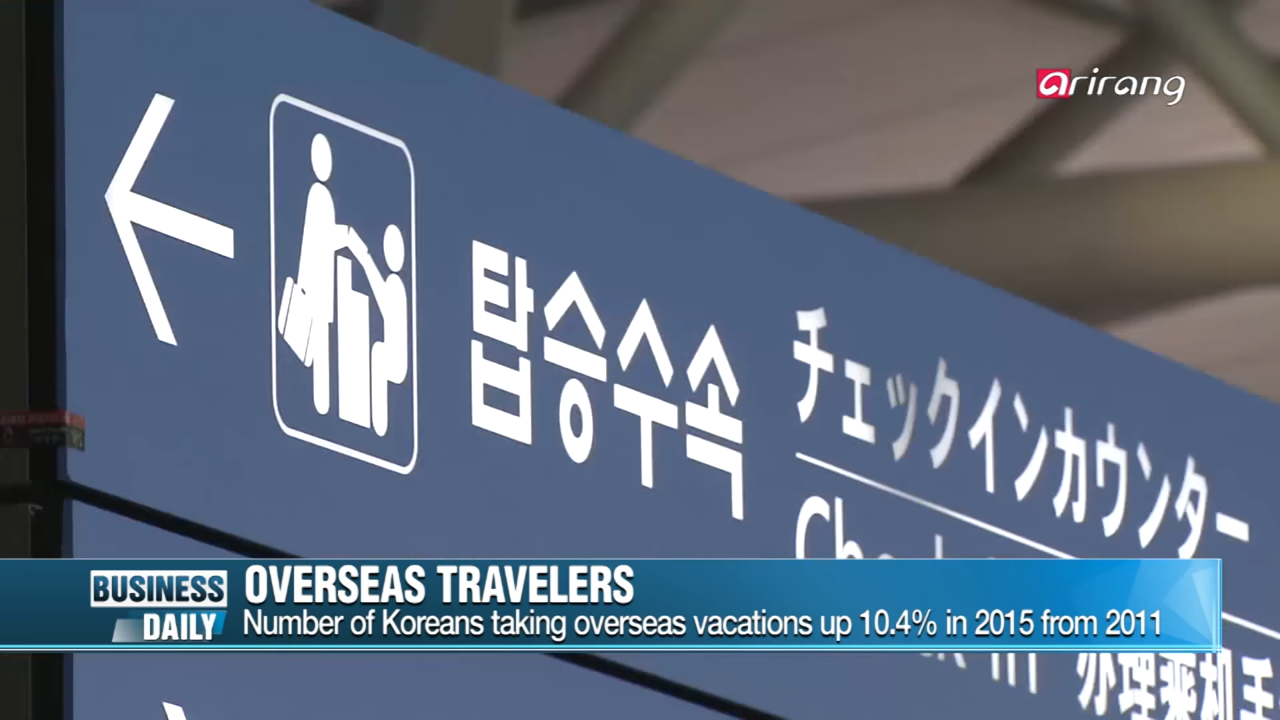 arirang
탑승수속
チェックインカウンター
OVERSEAS TRAVELERS
BUSINESS
DAILY
Number of Koreans taking overseas vacations up 10.4% in 2015 from 2011